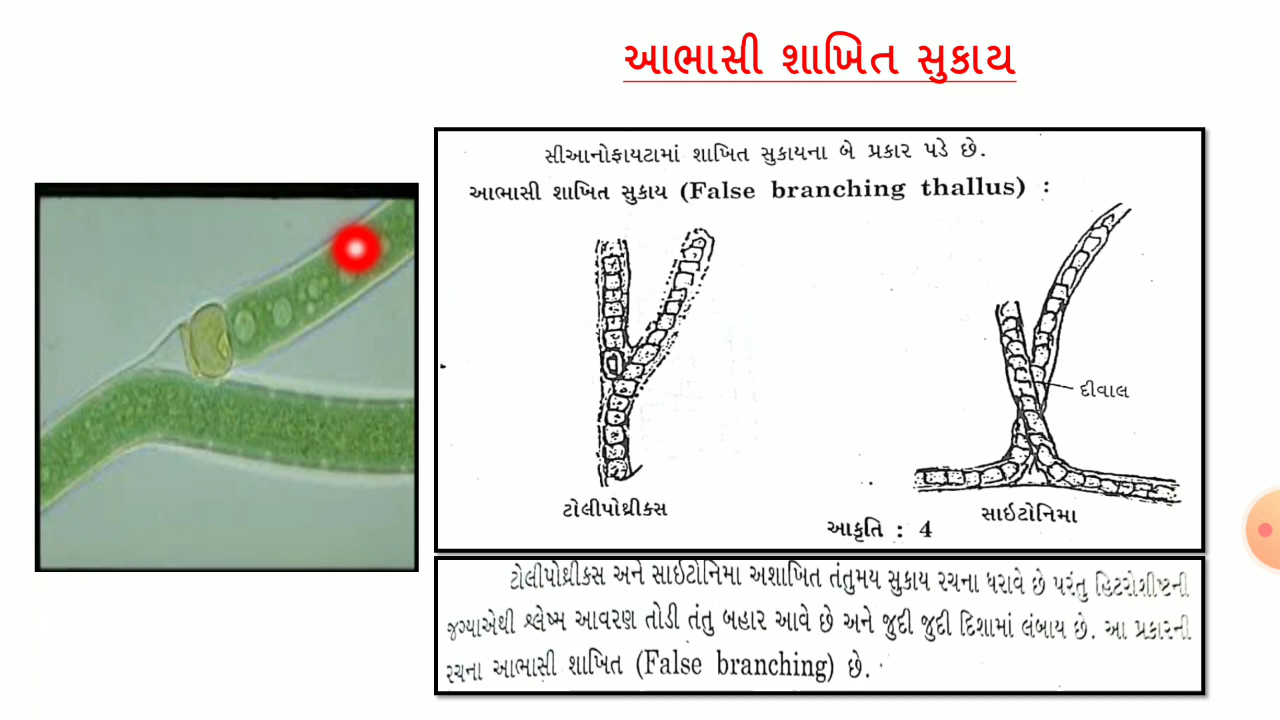 આભાસી શાખિત સુકાય
સીઆનોફાયટામાં શાખિત સુકાયના બે પ્રકાર પડે છે.
આભાસી શાખિત સુકાય (False branching thallus) :
દીવાલ
ટોલીપોથ્રીક્સ
સાઇટોનિમા
આકૃતિ : 4
ટોલીપોથ્રીક્સ અને સાઇટોનિમા અશાખિત તંતુમય સુકાય રચના ધરાવે છે પરંતુ હિટરોશીષ્ટની
જગ્યાએથી શ્લેષ્મ આવરણ તોડી તંતુ બહાર આવે છે અને જુદી જુદી દિશામાં લંબાય છે. આ પ્રકારની
રચના આભાસી શાખિત (False branching) છે.